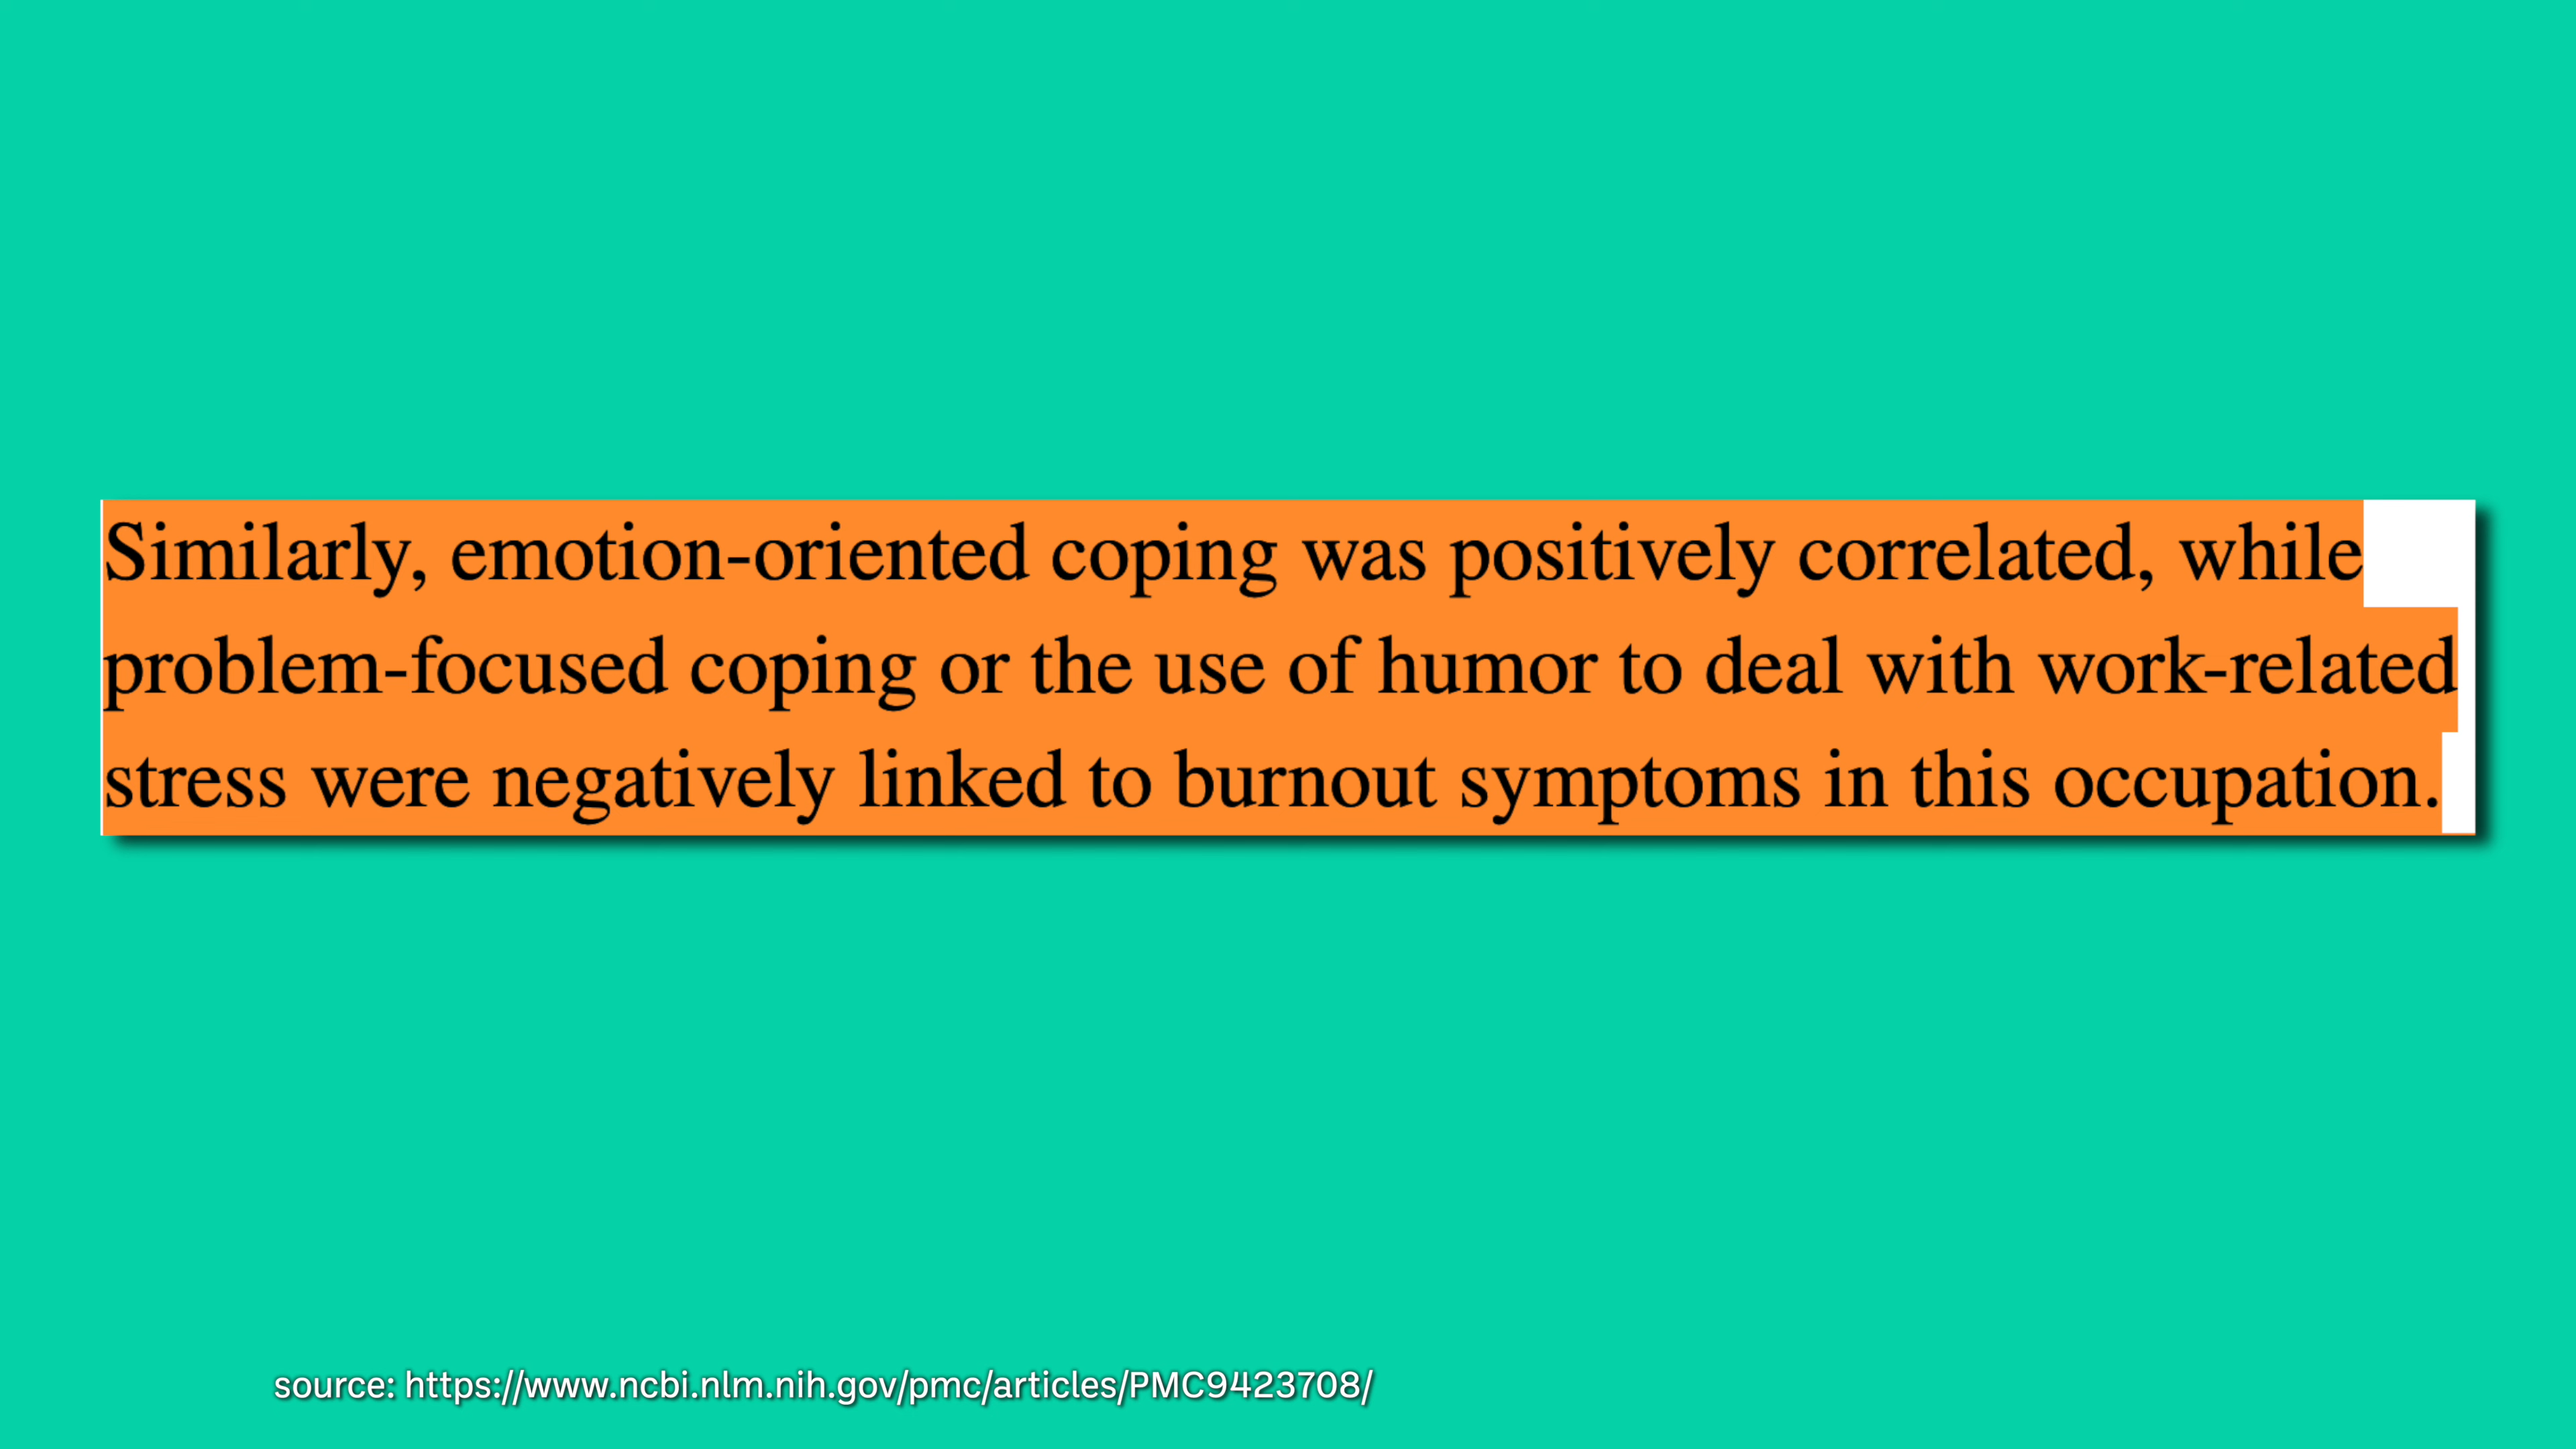 Similarly, emotion-oriented coping was positively correlated, while
problem-focused coping or the use of humor to deal with work-related
stress were negatively linked to burnout symptoms in this occupation.
source: https://www.ncbi.nlm.nih.gov/pmc/articles/PMC9423708/